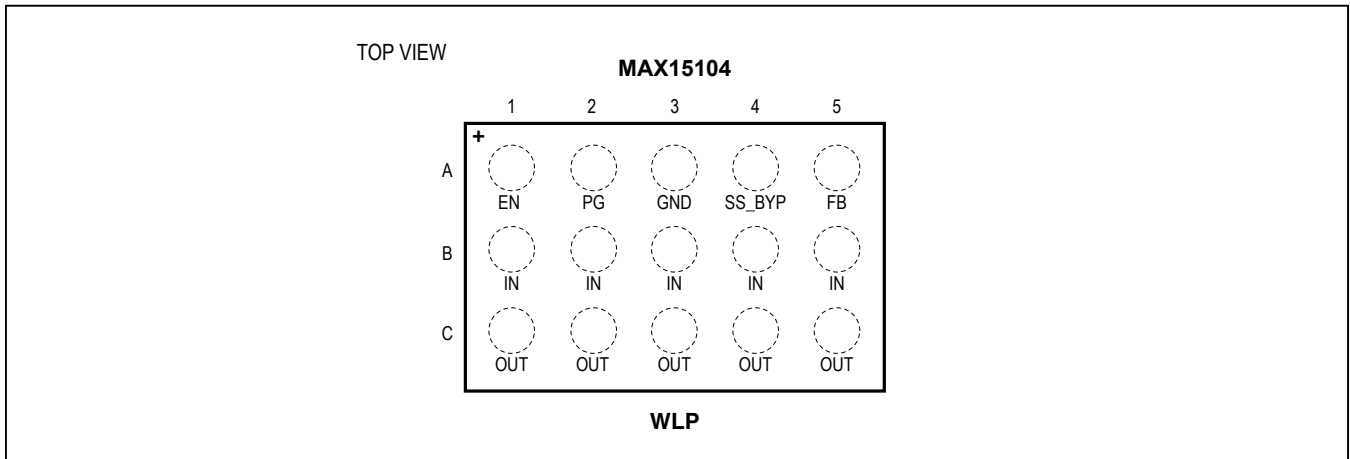 TOP VIEW
MAX15104
1 2 3 4 5
+
A
EN PG GND SS_BYP FB
B
IN IN IN IN IN
C
OUT OUT OUT OUT OUT
WLP